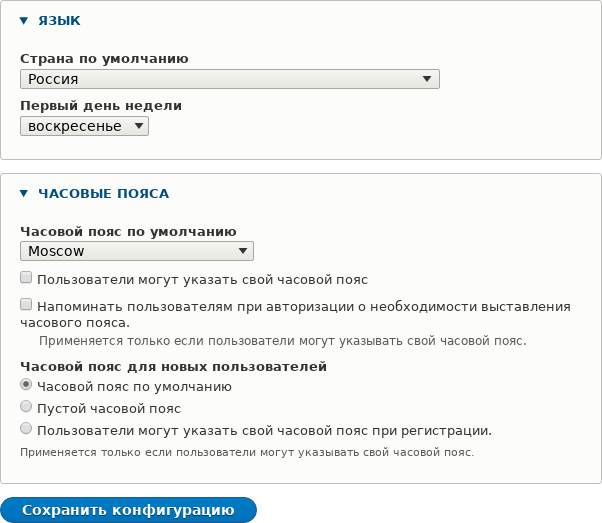 ЯЗЫК
Страна по умолчанию
Россия
Первый день недели
воскресенье
ЧАСОВЫЕ ПОЯСА
Часовой пояс по умолчанию
Moscow
Пользователи могут указать свой часовой пояс
Напоминать пользователям при авторизации о необходимости выставления
часового пояса.
Применяется только если пользователи могут указывать свой часовой пояс.
Часовой пояс для новых пользователей
Часовой пояс по умолчанию
Пустой часовой пояс
Пользователи могут указать свой часовой пояс при регистрации.
Применяется только если пользователи могут указывать свой часовой пояс.
Сохранить конфигурацию